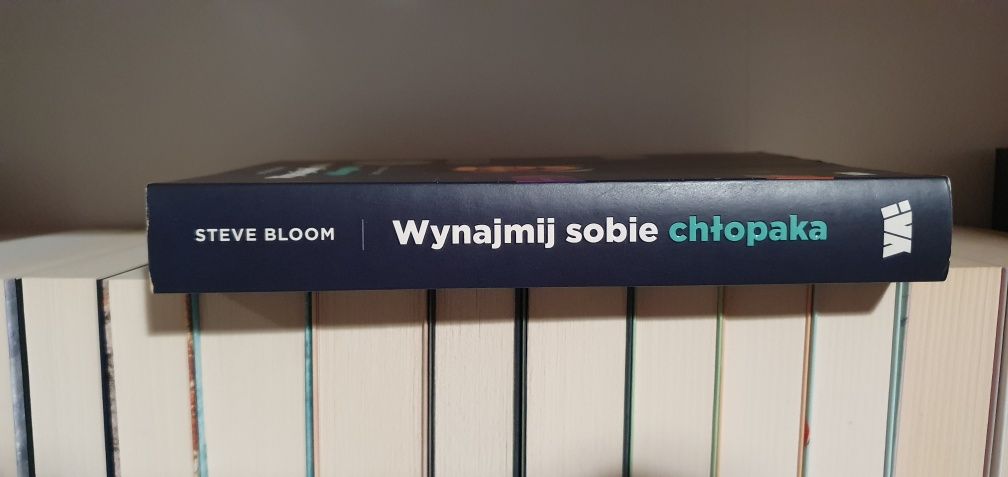 STEVE BLOOM
Wynajmij sobie chłopaka